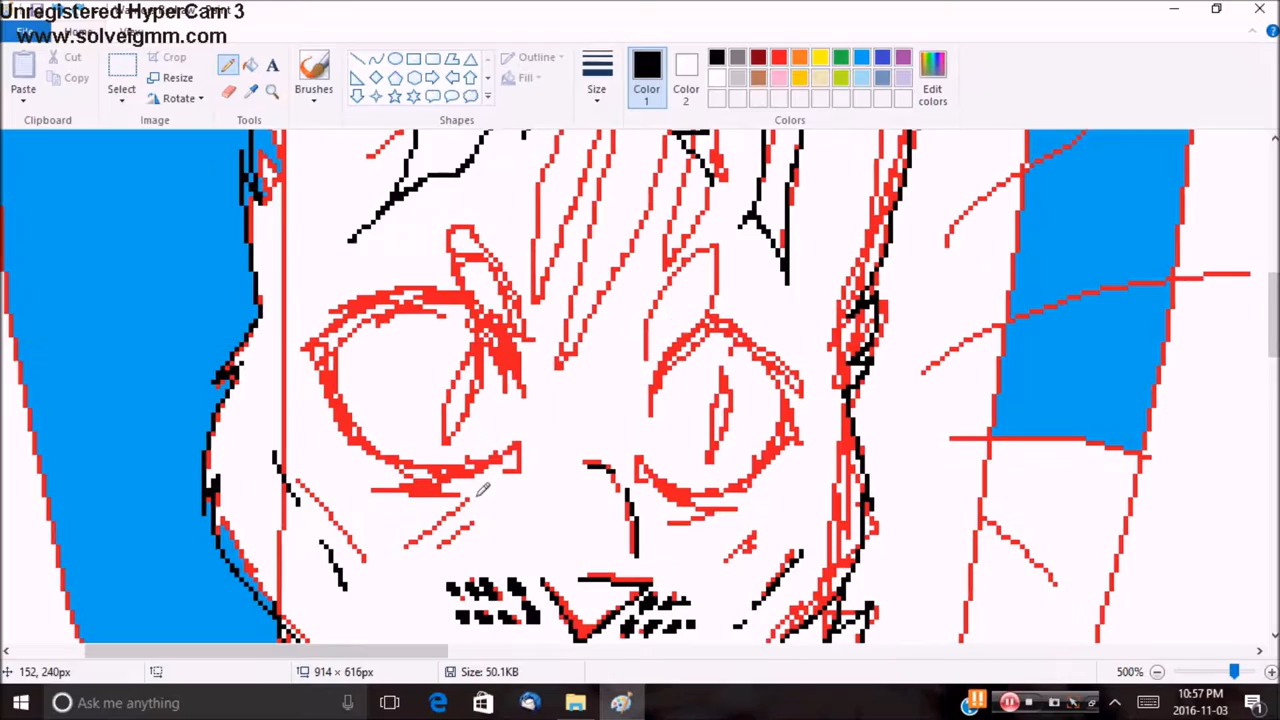 Unregistered HyperCam 3
www.solveigmm.com
Cut
Copy
Paste
Clipboard
Select
Crop
Resize
Rotate
Image
Tools
Brushes
Outline
Fill
Shapes
Size
Color
1
Color
2
Edit
colors
Colors
152, 240px
914 × 616px
Size: 50.1KB
500%
Ask me anything
10:57 PM
2016-11-03